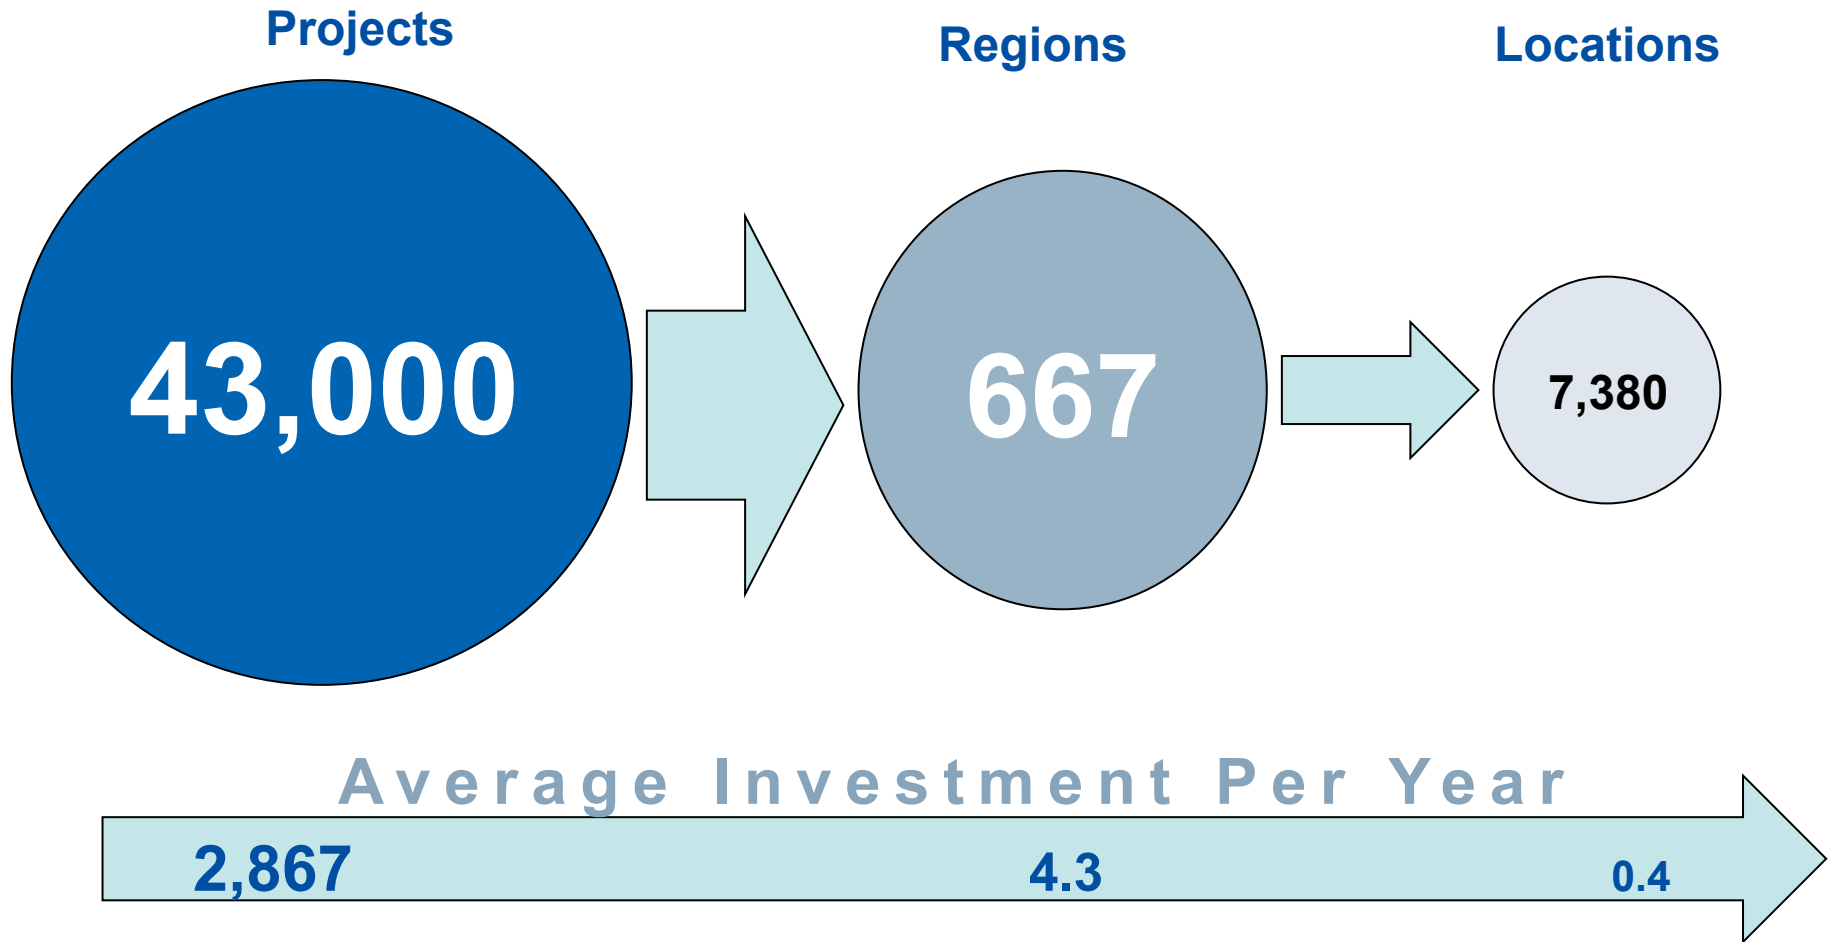 Projects
Regions
Locations
43,000
667
7,380
Average Investment Per Year
2,867
4.3
0.4